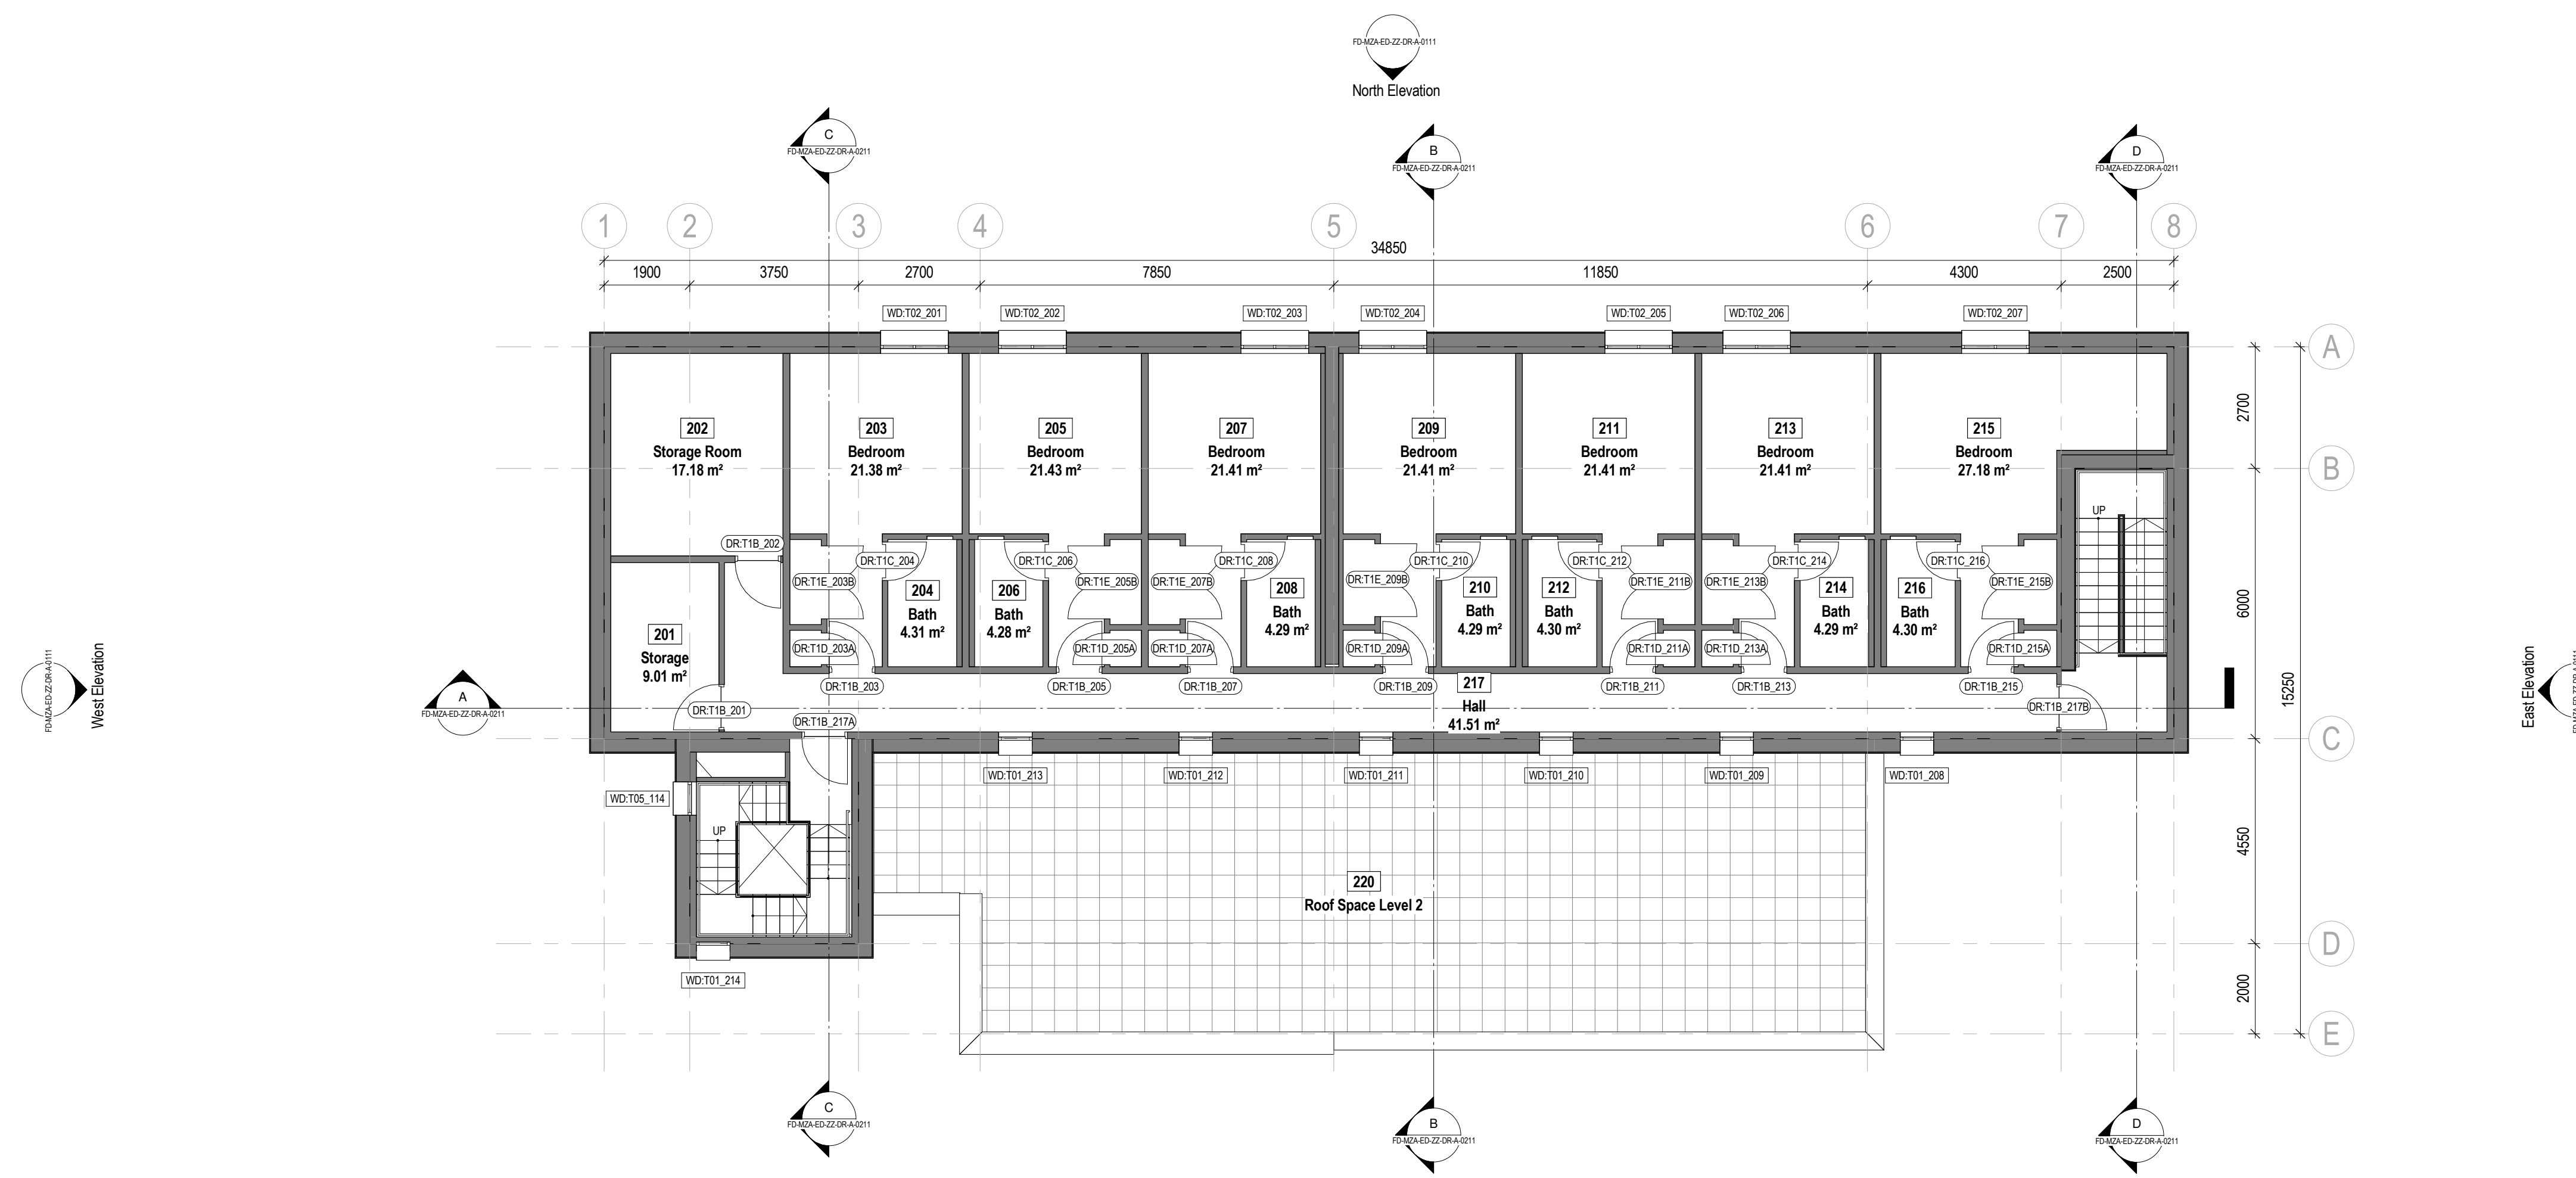 FD-MZA-ED-ZZ-DR-A-0111
North Elevation
C
FD-MZA-ED-ZZ-DR-A-0211
B
FD-MZA-ED-ZZ-DR-A-0211
D
FD-MZA-ED-ZZ-DR-A-0211
1
2
3
4
5
6
7
8
34850
1900
3750
2700
7850
11850
4300
2500
WD:T02_201
WD:T02_202
WD:T02_203
WD:T02_204
WD:T02_205
WD:T02_206
WD:T02_207
A
B
C
D
E
2700
6000
4550
2000
15250
202
Storage Room
17.18 m²
203
Bedroom
21.38 m²
205
Bedroom
21.43 m²
207
Bedroom
21.41 m²
209
Bedroom
21.41 m²
211
Bedroom
21.41 m²
213
Bedroom
21.41 m²
215
Bedroom
27.18 m²
UP
DR:T1B_202
DR:T1C_204
DR:T1C_206
DR:T1C_208
DR:T1C_210
DR:T1C_212
DR:T1C_214
DR:T1C_216
DR:T1E_203B
DR:T1E_205B
DR:T1E_207B
DR:T1E_209B
DR:T1E_211B
DR:T1E_213B
DR:T1E_215B
204
Bath
4.31 m²
206
Bath
4.28 m²
208
Bath
4.29 m²
210
Bath
4.29 m²
212
Bath
4.30 m²
214
Bath
4.29 m²
216
Bath
4.30 m²
201
Storage
9.01 m²
DR:T1D_203A
DR:T1D_205A
DR:T1D_207A
DR:T1D_209A
DR:T1D_211A
DR:T1D_213A
DR:T1D_215A
DR:T1B_203
DR:T1B_205
DR:T1B_207
DR:T1B_209
DR:T1B_211
DR:T1B_213
DR:T1B_215
217
Hall
41.51 m²
DR:T1B_201
DR:T1B_217A
DR:T1B_217B
FD-MZA-ED-ZZ-DR-A-0111
West Elevation
A
FD-MZA-ED-ZZ-DR-A-0211
East Elevation
WD:T01_213
WD:T01_212
WD:T01_211
WD:T01_210
WD:T01_209
WD:T01_208
WD:T05_114
UP
220
Roof Space Level 2
WD:T01_214
C
FD-MZA-ED-ZZ-DR-A-0211
B
FD-MZA-ED-ZZ-DR-A-0211
D
FD-MZA-ED-ZZ-DR-A-0211